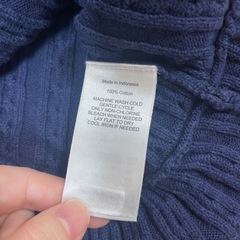 Made in Indonesia
100% Cotton
MACHINE WASH COLD
GENTLE CYCLE
ONLY NON-CHLORINE
BLEACH WHEN NEEDED
LAY FLAT TO DRY
COOL IRON IF NEEDED